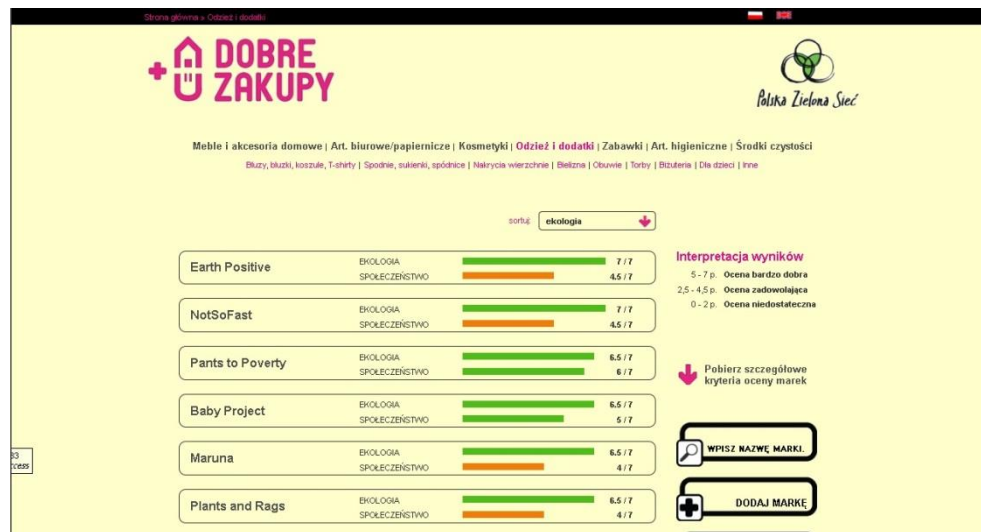 Strona główna » Odzież i dodatki
+ DOBRE
ZAKUPY
Polska Zielona Sieć
Meble i akcesoria domowe | Art. biurowe/papiernicze | Kosmetyki | Odzież i dodatki | Zabawki | Art. higieniczne | Środki czystości
Bluzy, bluzki, koszule, T-shirty | Spodnie, sukienki, spódnice | Nakrycia wierzchnie | Bielizna | Obuwie | Torby | Biżuteria | Dla dzieci | Inne
sortuj: ekologia
Earth Positive
EKOLOGIA 7 / 7
SPOŁECZEŃSTWO 4.5 / 7
NotSoFast
EKOLOGIA 7 / 7
SPOŁECZEŃSTWO 4.5 / 7
Pants to Poverty
EKOLOGIA 6.5 / 7
SPOŁECZEŃSTWO 6 / 7
Baby Project
EKOLOGIA 6.5 / 7
SPOŁECZEŃSTWO 5 / 7
Maruna
EKOLOGIA 6.5 / 7
SPOŁECZEŃSTWO 4 / 7
Plants and Rags
EKOLOGIA 6.5 / 7
SPOŁECZEŃSTWO 4 / 7
Interpretacja wyników
5 - 7 p. Ocena bardzo dobra
2,5 - 4,5 p. Ocena zadowolająca
0 - 2 p. Ocena niedostateczna
Pobierz szczegółowe
kryteria oceny marek
WPISZ NAZWĘ MARKI.
DODAJ MARKĘ